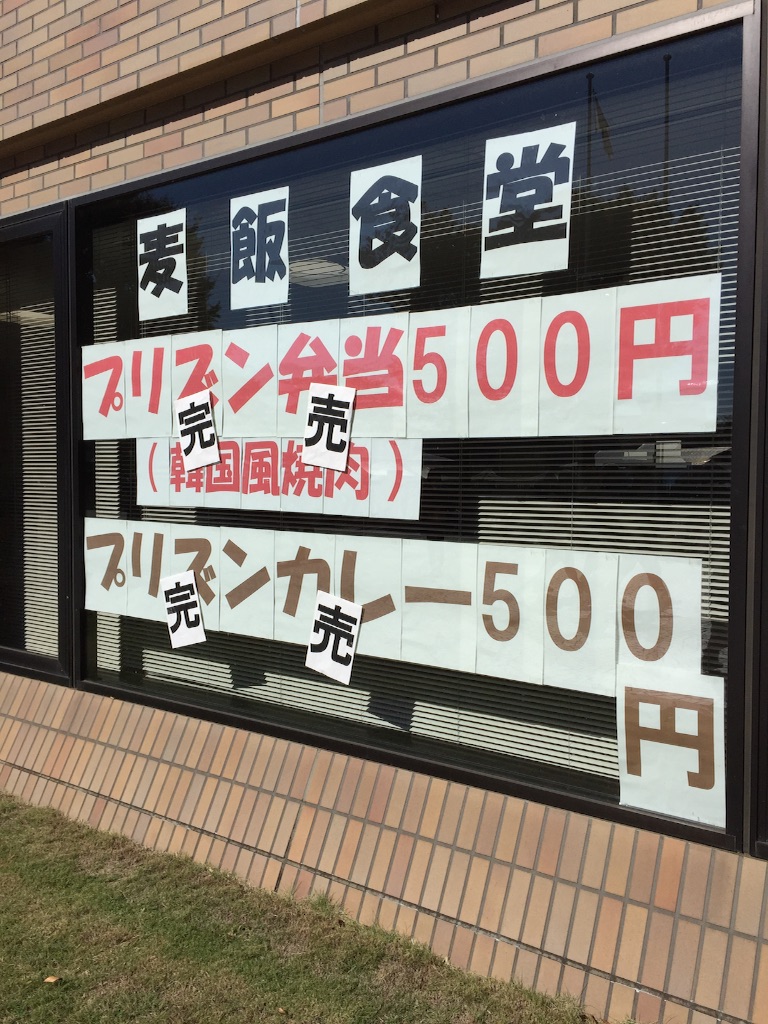 麦飯食堂
プリズン弁当500円
完売
（韓国風焼肉）
プリズンカレー500円
完売